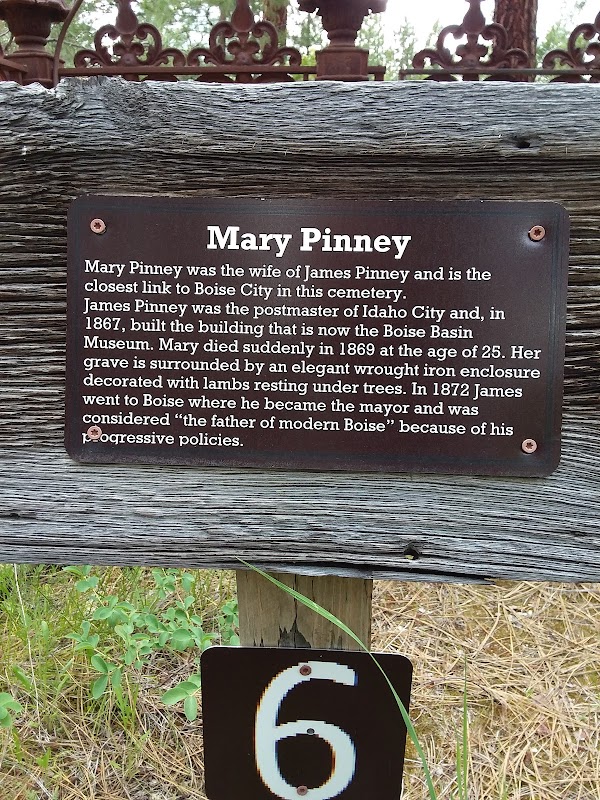 Mary Pinney
Mary Pinney was the wife of James Pinney and is the
closest link to Boise City in this cemetery.
James Pinney was the postmaster of Idaho City and, in
1867, built the building that is now the Boise Basin
Museum. Mary died suddenly in 1869 at the age of 25. Her
grave is surrounded by an elegant wrought iron enclosure
decorated with lambs resting under trees. In 1872 James
went to Boise where he became the mayor and was
considered “the father of modern Boise” because of his
progressive policies.
6